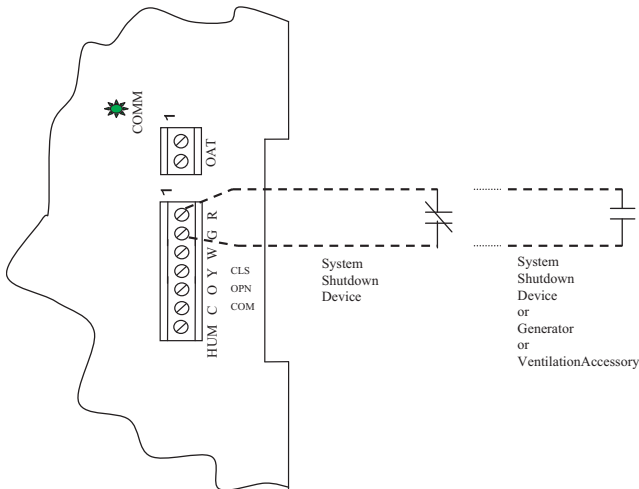 COMM
1
OAT
1
HUM C O Y W G R
CLS
OPN
COM
System
Shutdown
Device
System
Shutdown
Device
or
Generator
or
VentilationAccessory